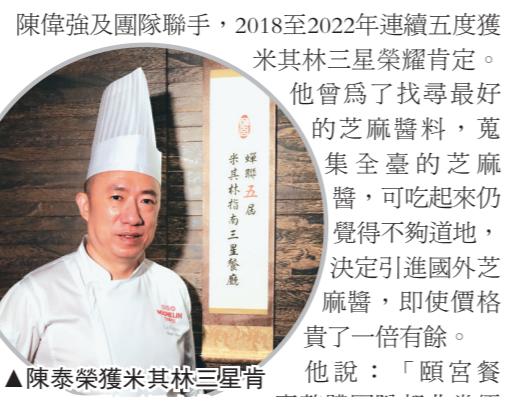 陳偉強及團隊聯手，2018至2022年連續五度獲
米其林三星榮耀肯定。
他曾爲了找尋最好
的芝麻醬料，蒐
集全臺的芝麻
醬，可吃起來仍
覺得不夠道地，
決定引進國外芝
麻醬，即使價格
貴了一倍有餘。
他說：「頤宮餐
蟬聯五屆
米其林指南三星餐廳
MICHELIN
▲陳泰榮獲米其林三星肯